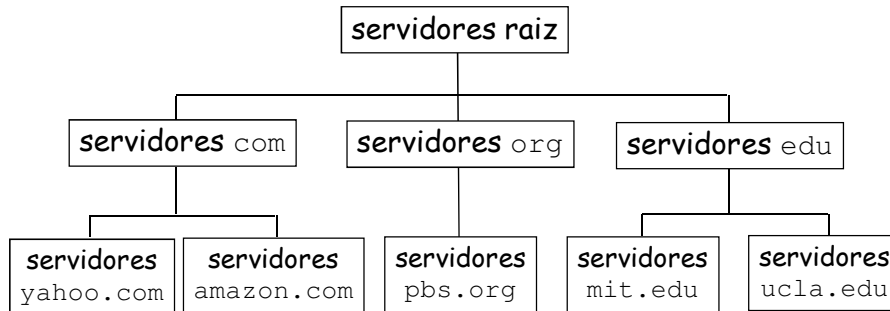 servidores raiz
servidores com
servidores org
servidores edu
servidores
yahoo.com
servidores
amazon.com
servidores
pbs.org
servidores
mit.edu
servidores
ucla.edu